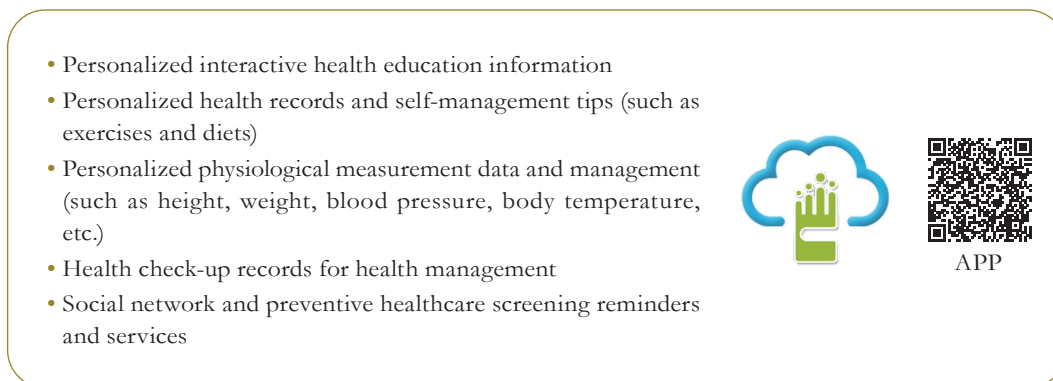 • Personalized interactive health education information
• Personalized health records and self-management tips (such as
exercises and diets)
• Personalized physiological measurement data and management
(such as height, weight, blood pressure, body temperature,
etc.)
• Health check-up records for health management
• Social network and preventive healthcare screening reminders
and services
APP